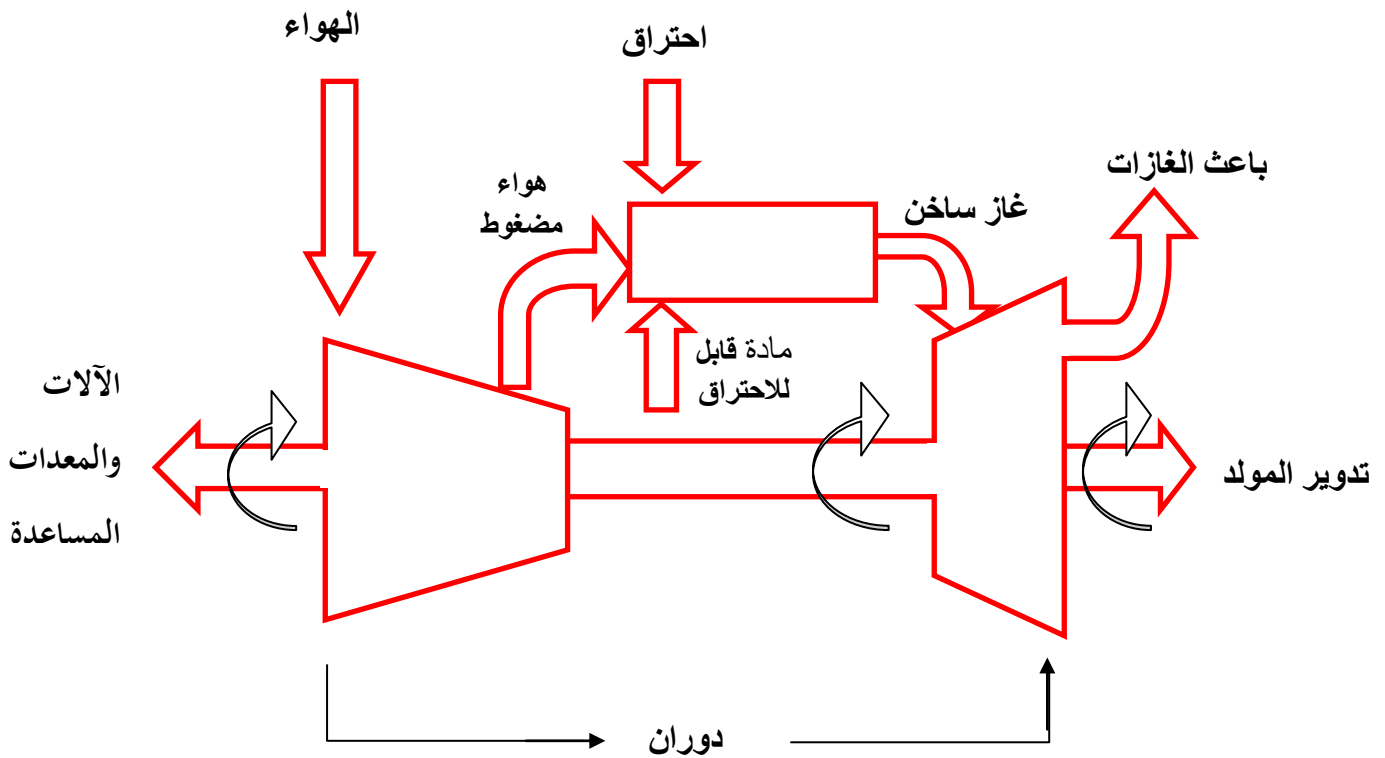 الهواء
احتراق
باعث الغازات
هواء
مضغوط
غاز ساخن
مادة قابل
للاحتراق
الآلات
والمعدات
المساعدة
تدوير المولد
دوران